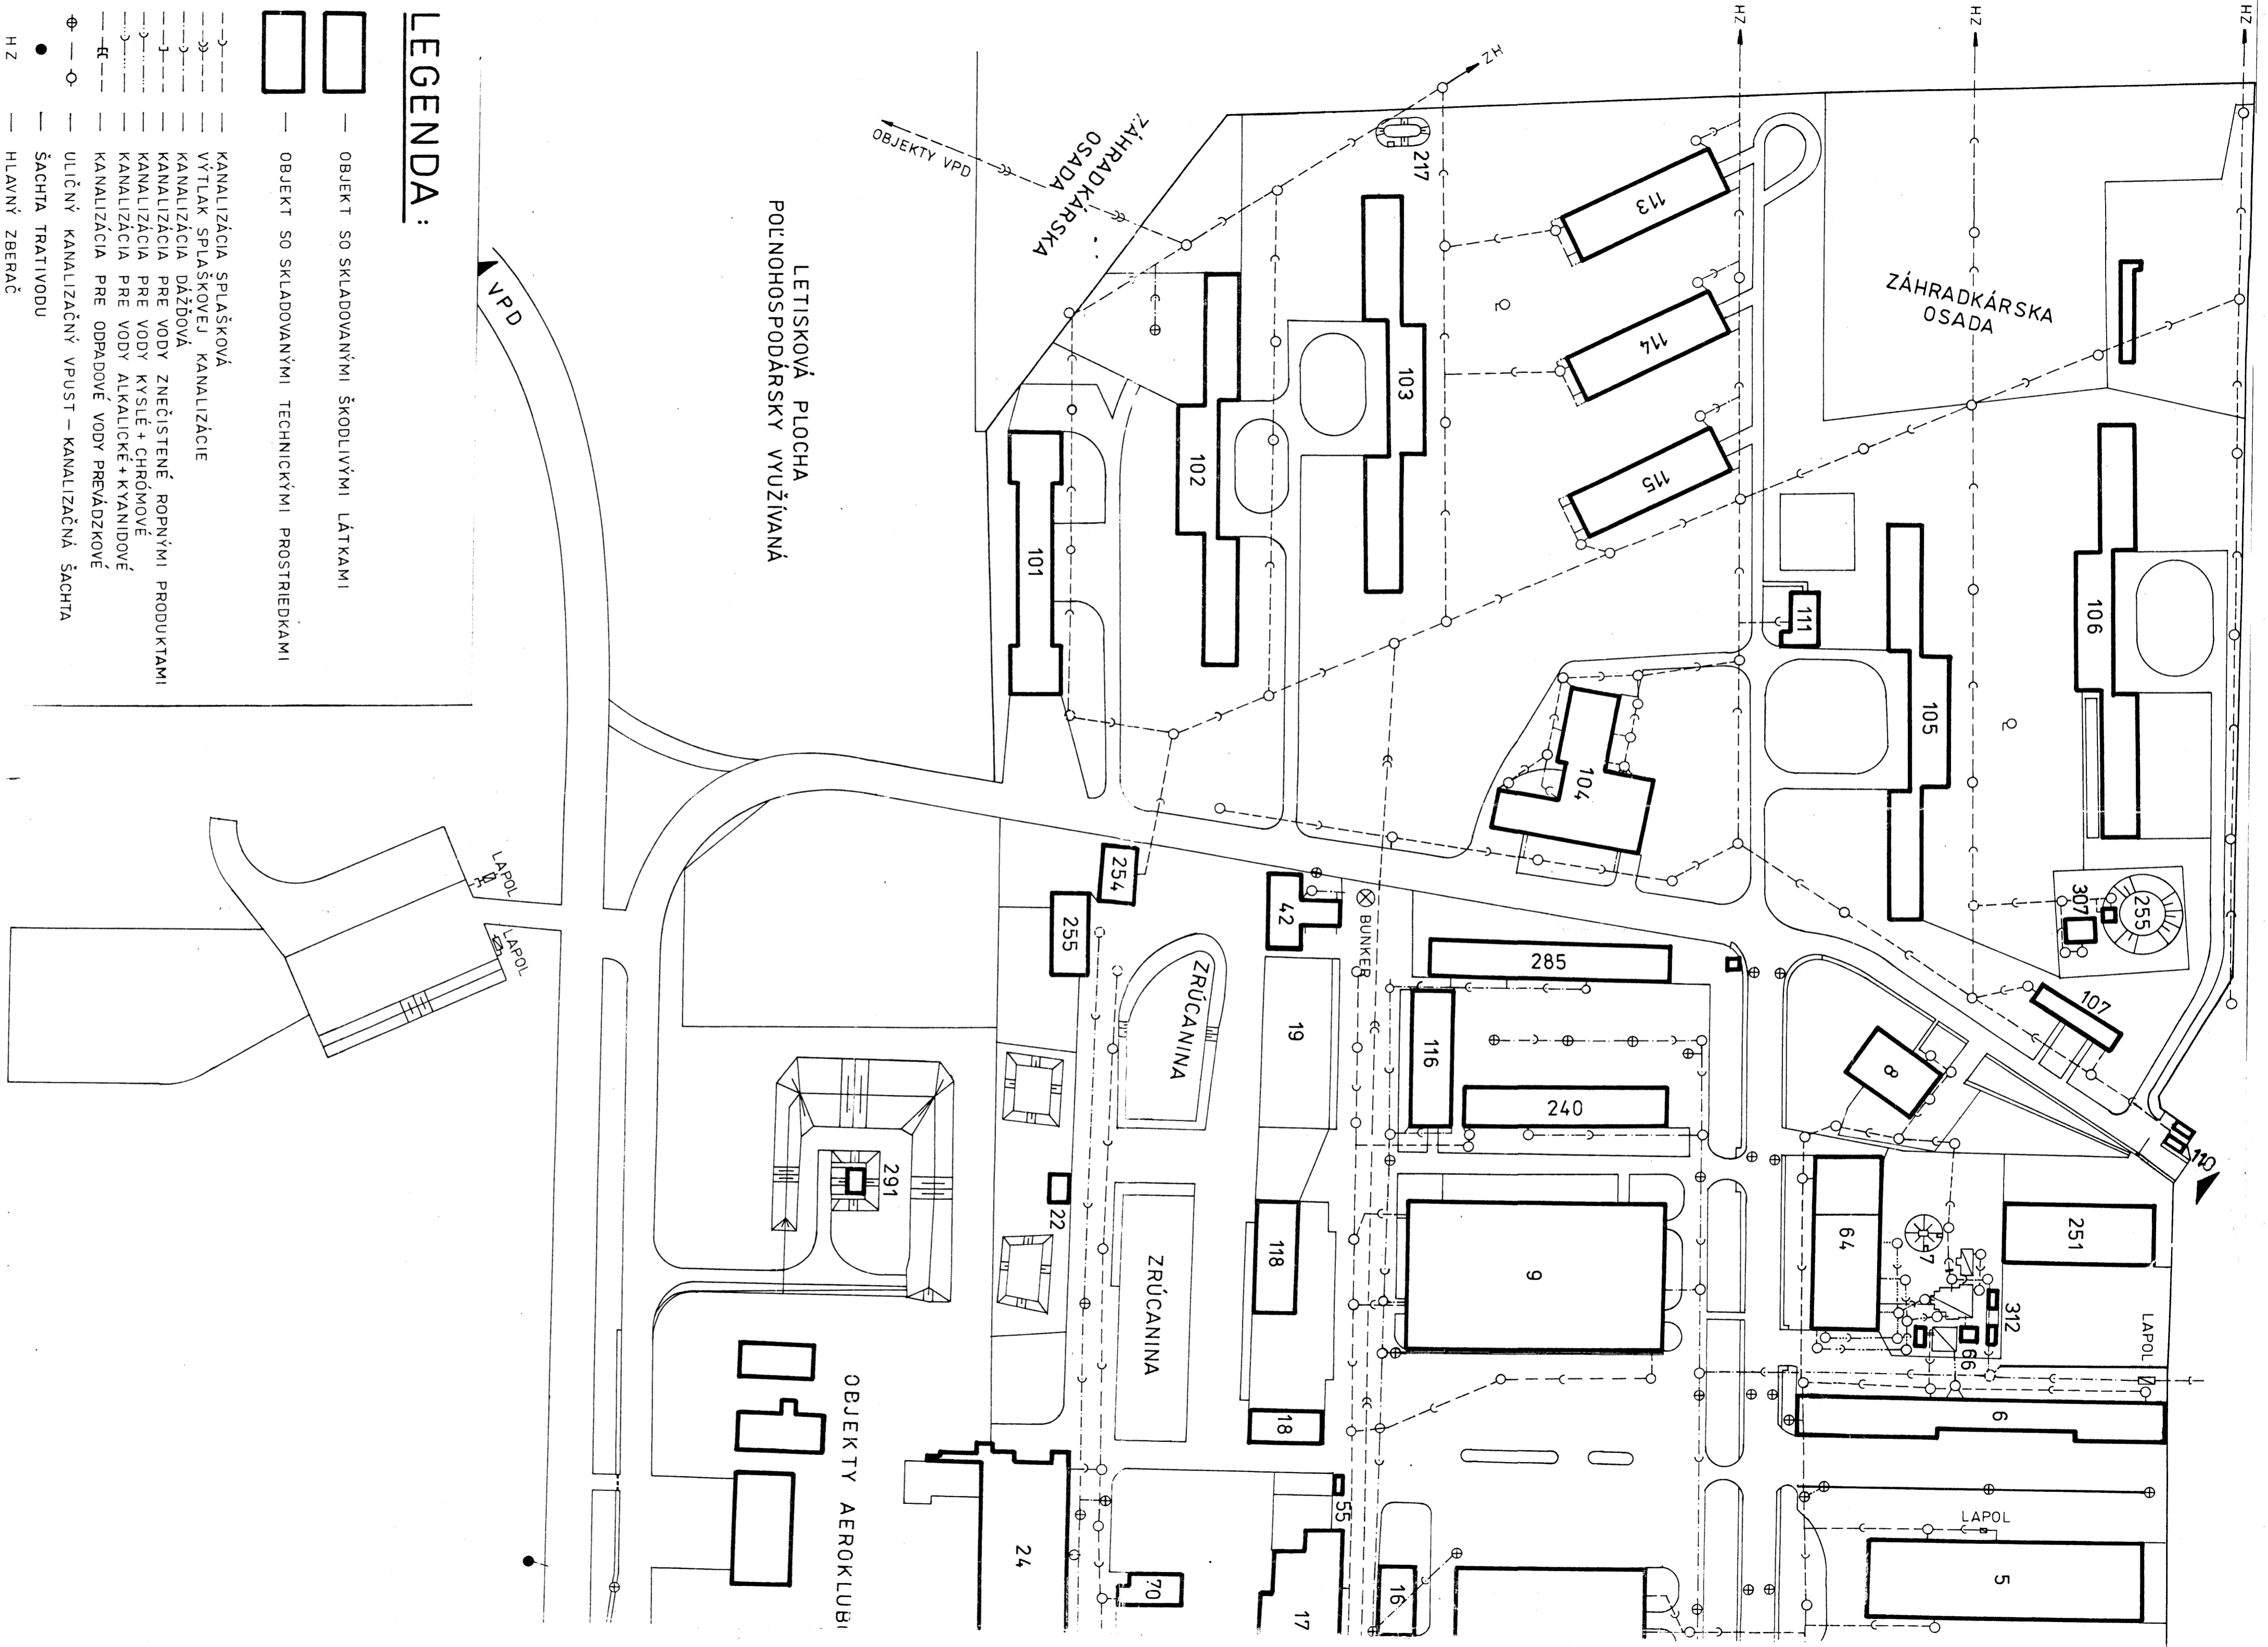 LEGENDA :
— OBJEKT SO SKLADOVANÝMI ŠKODLIVÝMI LÁTKAMI
— OBJEKT SO SKLADOVANÝMI TECHNICKÝMI PROSTRIEDKAMI
— KANALIZÁCIA SPLAŠKOVÁ
— VÝTLAK SPLAŠKOVEJ KANALIZÁCIE
— KANALIZÁCIA DÁŽĎOVÁ
— KANALIZÁCIA PRE VODY ZNEČISTENÉ ROPNÝMI PRODUKTAMI
— KANALIZÁCIA PRE VODY KYSLÉ + CHRÓMOVÉ
— KANALIZÁCIA PRE VODY ALKALICKÉ + KYANIDOVÉ
— KANALIZÁCIA PRE ODPADOVÉ VODY PREVÁDZKOVÉ
— ULIČNÝ KANALIZAČNÝ VPUST – KANALIZAČNÁ ŠACHTA
— ŠACHTA TRATIVODU
HZ — HLAVNÝ ZBERAČ
HZ
HZ
HZ
HZ
ZÁHRADKÁRSKA
OSADA
ZÁHRADKÁRSKA
OSADA
OBJEKTY VPD
LETISKOVÁ PLOCHA
POĽNOHOSPODÁRSKY VYUŽÍVANÁ
VPD
217
113
114
115
103
102
101
111
106
105
104
307
255
107
110
8
254
255
42
BUNKER
285
116
240
19
ZRÚCANINA
LAPOL
LAPOL
291
22
118
9
64
7
251
312
66
LAPOL
ZRÚCANINA
18
6
55
24
70
17
16
LAPOL
5
OBJEKTY AEROKLUBU